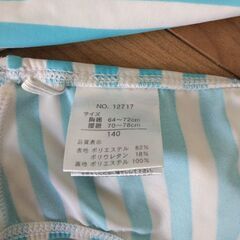 NO. 12717
サイズ
胸囲 64〜72cm
腰囲 70〜78cm
140
品質表示
表地 ポリエステル 82%
ポリウレタン 18%
裏地 ポリエステル 100%